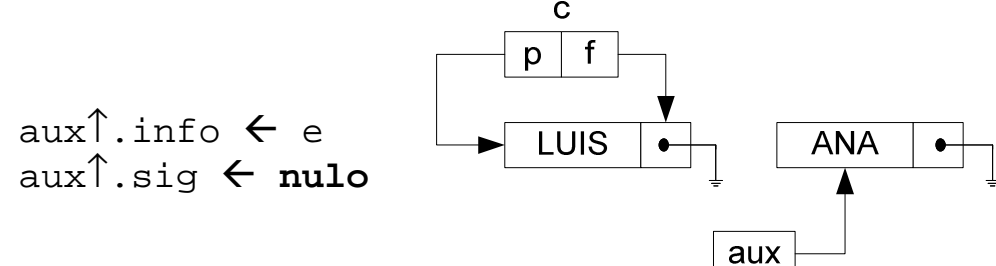 c
p f
aux↑.info ← e
aux↑.sig ← nulo
LUIS
ANA
aux